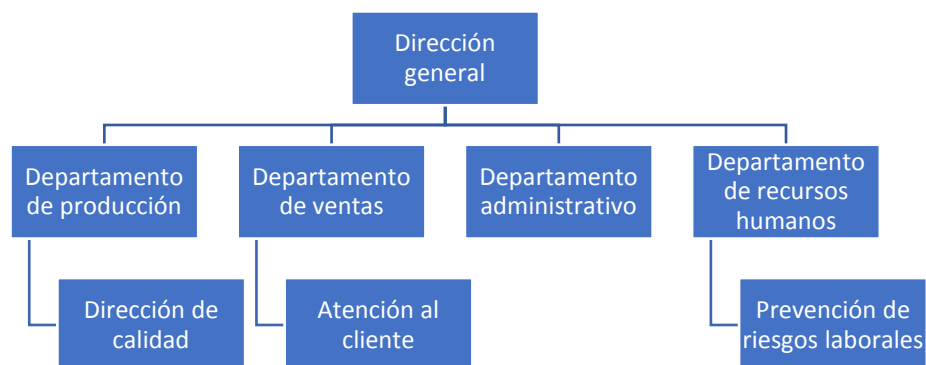 Dirección
general
Departamento
de producción
Departamento
de ventas
Departamento
administrativo
Departamento
de recursos
humanos
Dirección de
calidad
Atención al
cliente
Prevención de
riesgos laborales